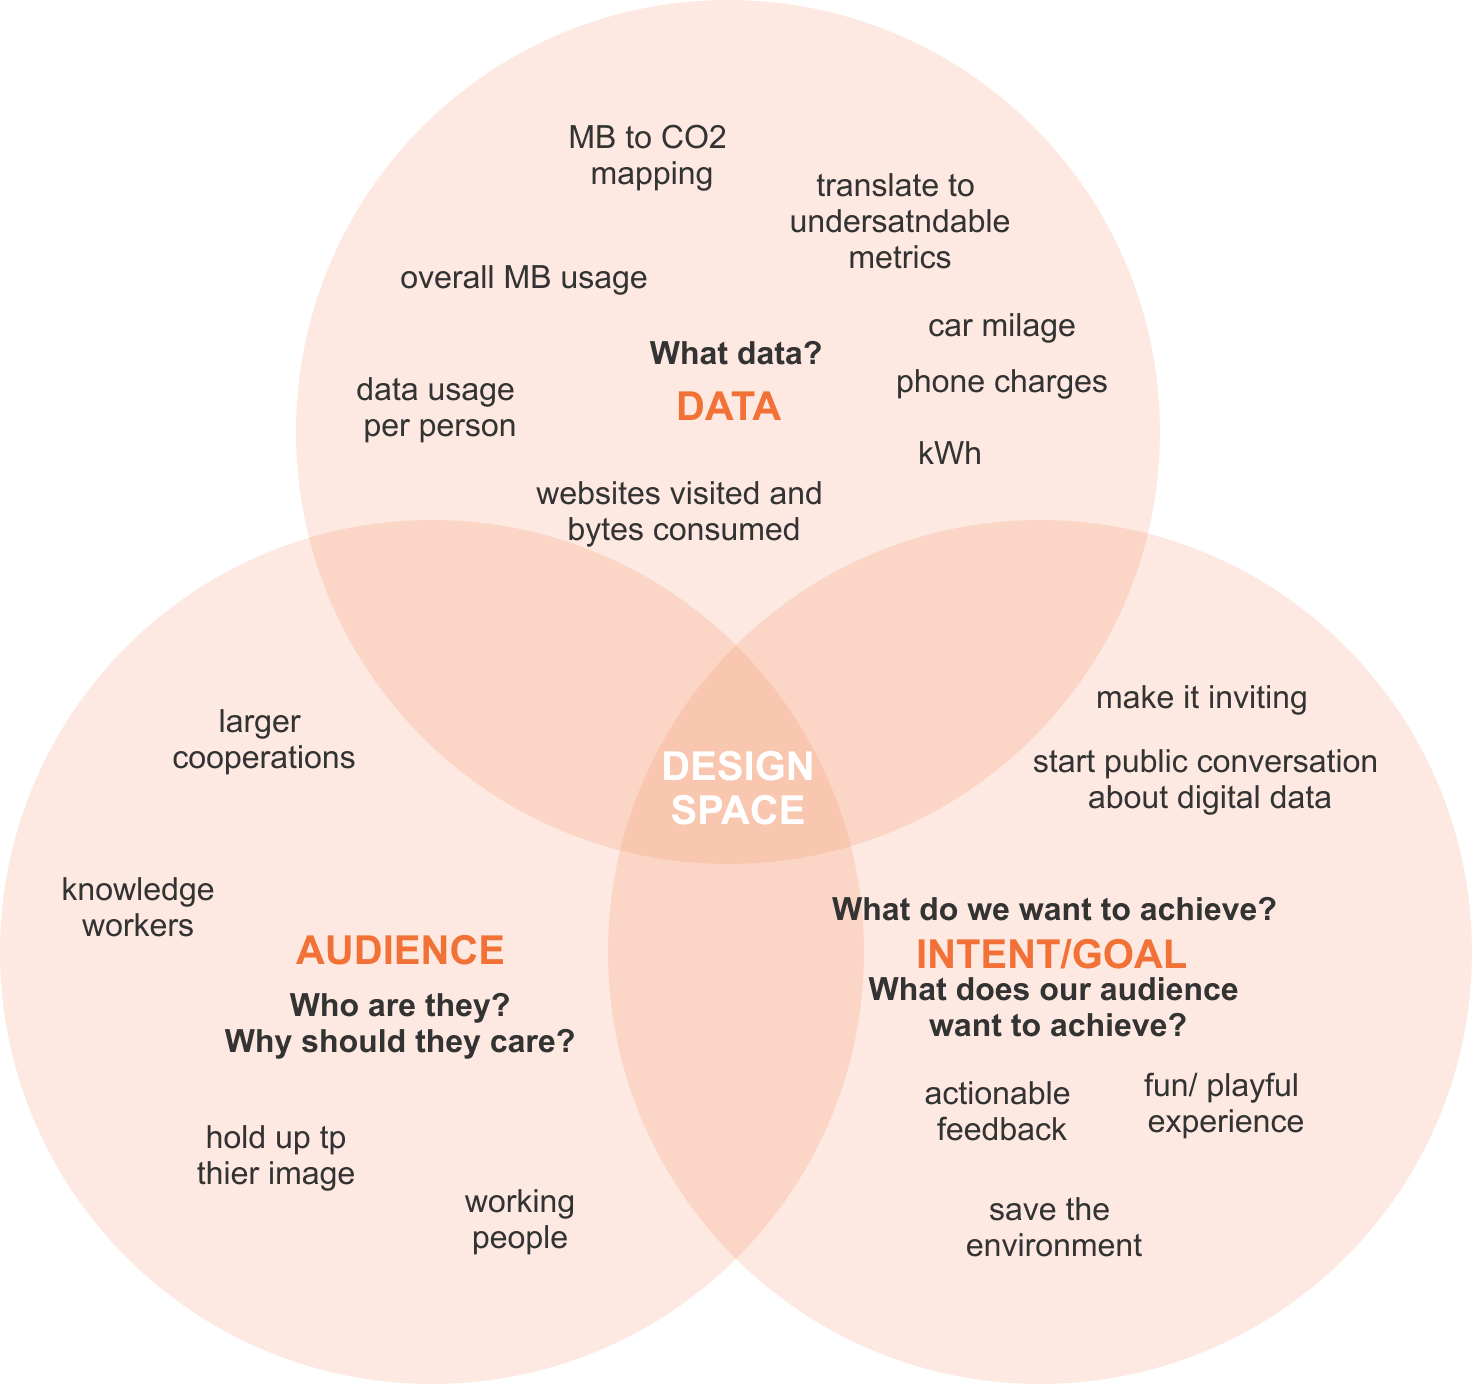 MB to CO2
mapping
translate to
undersatndable
metrics
overall MB usage
car milage
What data?
phone charges
data usage
per person
DATA
kWh
websites visited and
bytes consumed
make it inviting
larger
cooperations
start public conversation
about digital data
DESIGN
SPACE
knowledge
workers
AUDIENCE
Who are they?
Why should they care?
What do we want to achieve?
INTENT/GOAL
What does our audience
want to achieve?
hold up tp
thier image
working
people
actionable
feedback
fun/ playful
experience
save the
environment